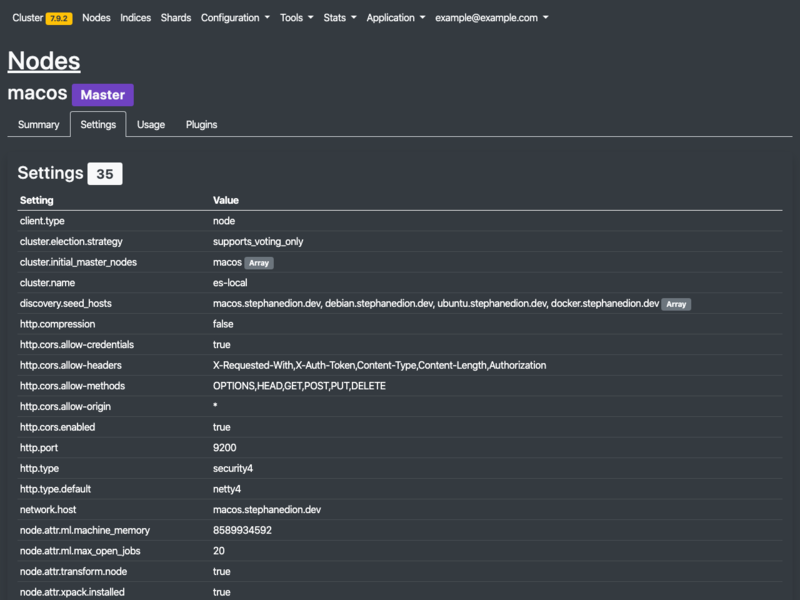 Cluster 7.9.2 Nodes Indices Shards Configuration Tools Stats Application example@example.com
Nodes
macos Master
Summary Settings Usage Plugins
Settings 35
Setting Value
client.type node
cluster.election.strategy supports_voting_only
cluster.initial_master_nodes macos Array
cluster.name es-local
discovery.seed_hosts macos.stephanedion.dev, debian.stephanedion.dev, ubuntu.stephanedion.dev, docker.stephanedion.dev Array
http.compression false
http.cors.allow-credentials true
http.cors.allow-headers X-Requested-With,X-Auth-Token,Content-Type,Content-Length,Authorization
http.cors.allow-methods OPTIONS,HEAD,GET,POST,PUT,DELETE
http.cors.allow-origin *
http.cors.enabled true
http.port 9200
http.type security4
http.type.default netty4
network.host macos.stephanedion.dev
node.attr.ml.machine_memory 8589934592
node.attr.ml.max_open_jobs 20
node.attr.transform.node true
node.attr.xpack.installed true